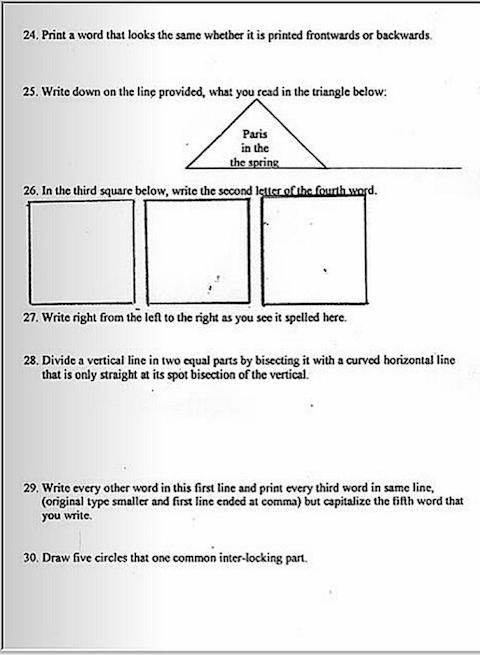 24. Print a word that looks the same whether it is printed frontwards or backwards.
25. Write down on the line provided, what you read in the triangle below:
Paris
in the
the spring
26. In the third square below, write the second letter of the fourth word.
27. Write right from the left to the right as you see it spelled here.
28. Divide a vertical line in two equal parts by bisecting it with a curved horizontal line
that is only straight at its spot bisection of the vertical.
29. Write every other word in this first line and print every third word in same line,
(original type smaller and first line ended at comma) but capitalize the fifth word that
you write.
30. Draw five circles that one common inter-locking part.